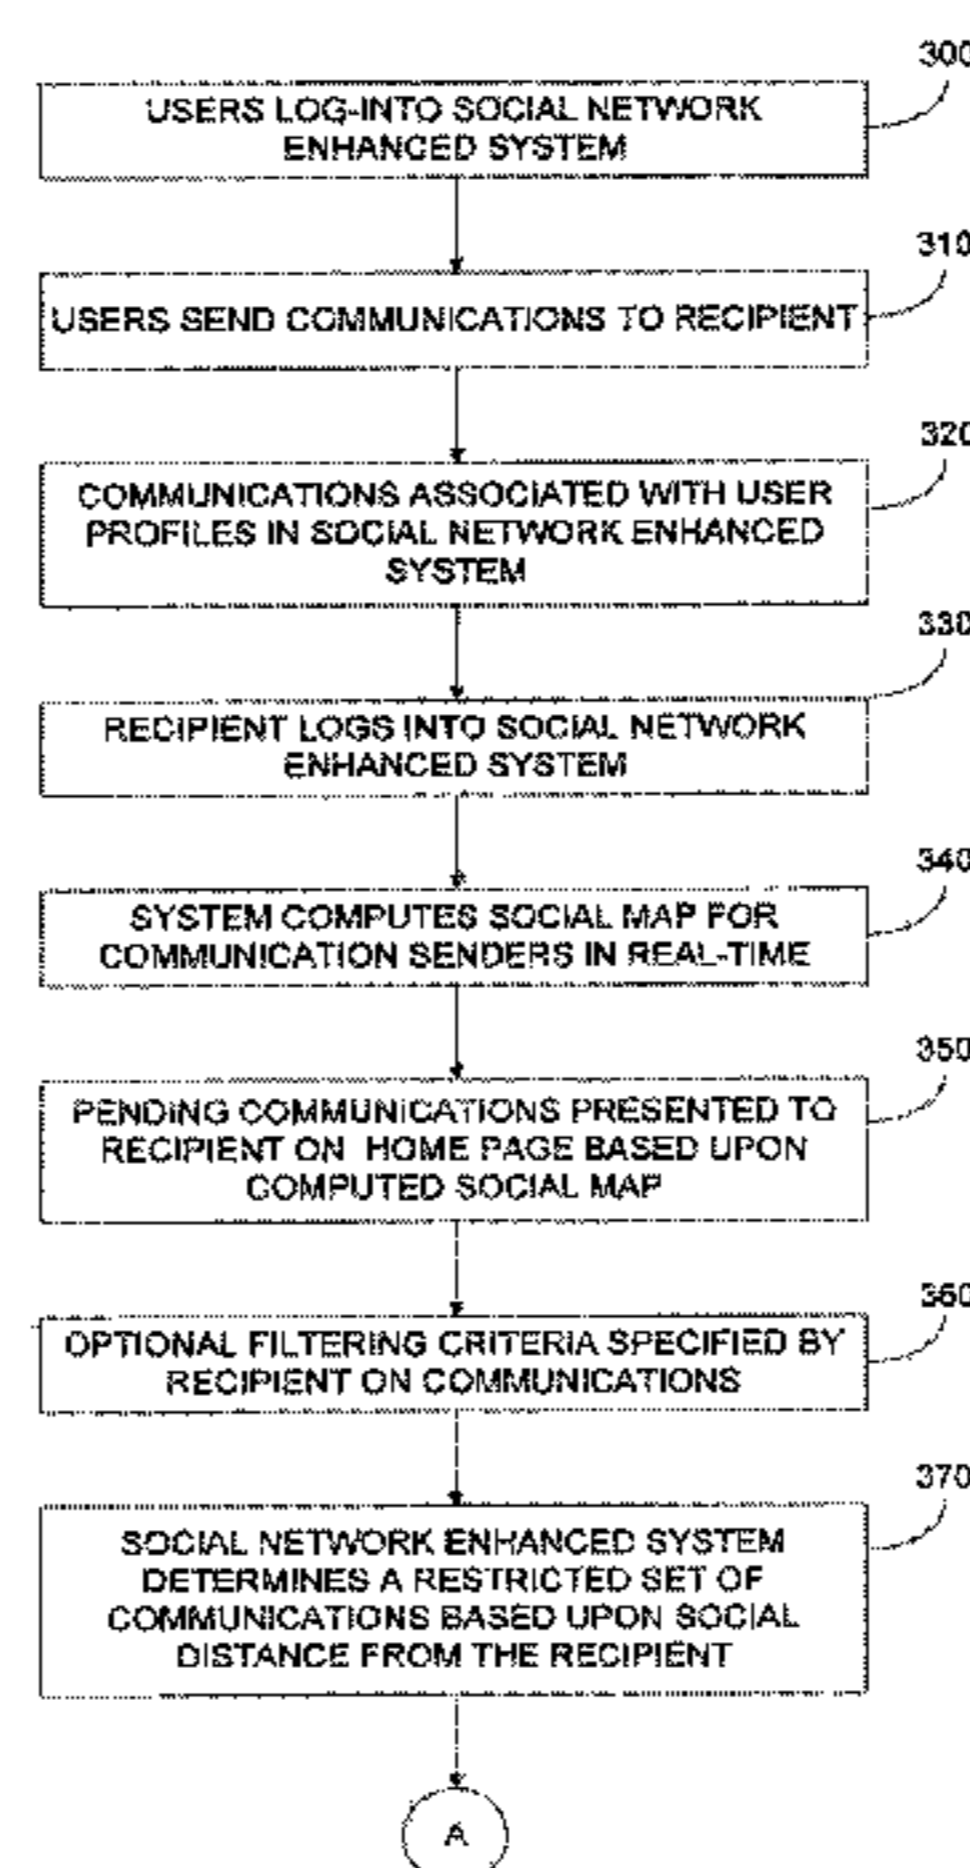 300
USERS LOG-INTO SOCIAL NETWORK
ENHANCED SYSTEM
310
USERS SEND COMMUNICATIONS TO RECIPIENT
320
COMMUNICATIONS ASSOCIATED WITH USER
PROFILES IN SOCIAL NETWORK ENHANCED
SYSTEM
330
RECIPIENT LOGS INTO SOCIAL NETWORK
ENHANCED SYSTEM
340
SYSTEM COMPUTES SOCIAL MAP FOR
COMMUNICATION SENDERS IN REAL-TIME
350
PENDING COMMUNICATIONS PRESENTED TO
RECIPIENT ON HOME PAGE BASED UPON
COMPUTED SOCIAL MAP
360
OPTIONAL FILTERING CRITERIA SPECIFIED BY
RECIPIENT ON COMMUNICATIONS
370
SOCIAL NETWORK ENHANCED SYSTEM
DETERMINES A RESTRICTED SET OF
COMMUNICATIONS BASED UPON SOCIAL
DISTANCE FROM THE RECIPIENT
A